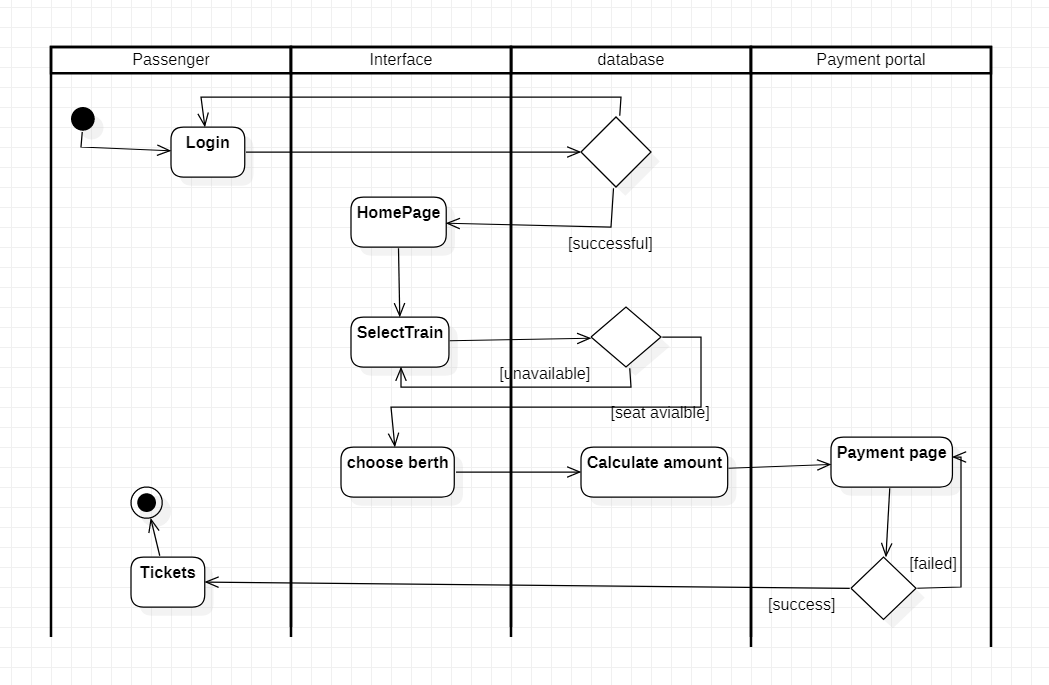 Passenger
Interface
database
Payment portal
Login
HomePage
[successful]
SelectTrain
[unavailable]
[seat avialble]
choose berth
Calculate amount
Payment page
Tickets
[failed]
[success]